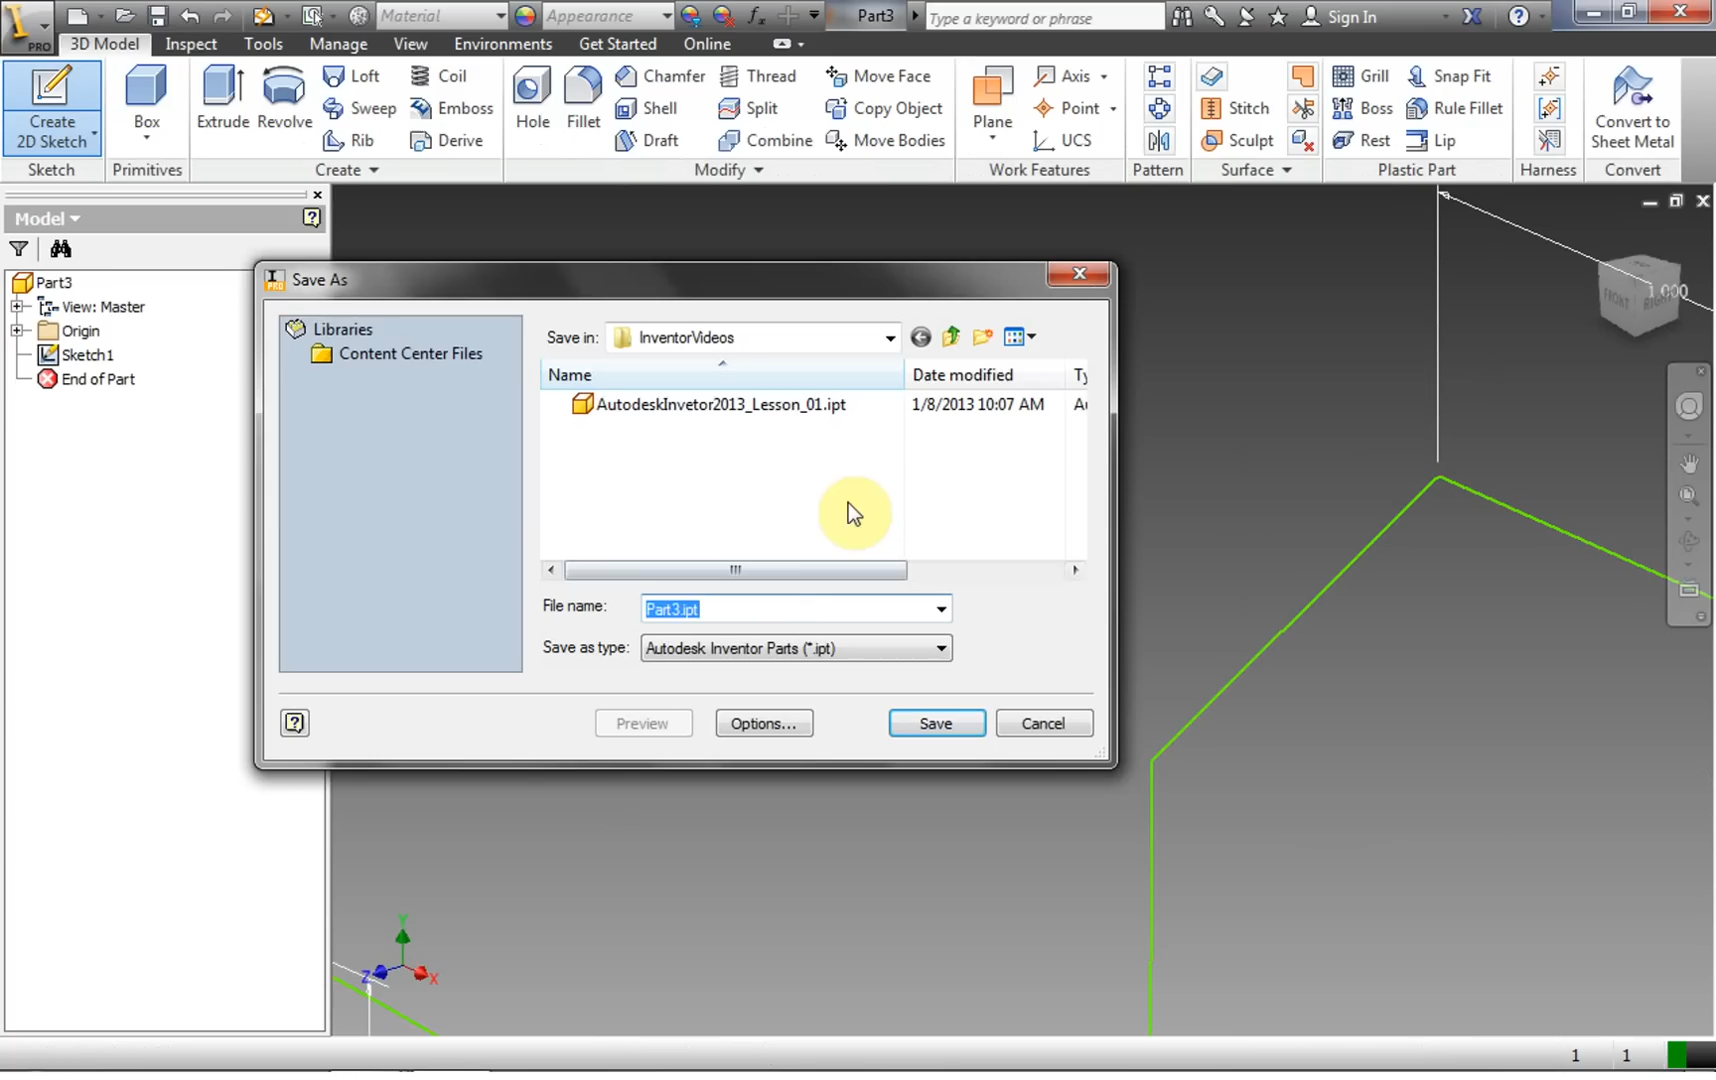 PRO
Material
Appearance
Part3
Type a keyword or phrase
Sign In
3D Model Inspect Tools Manage View Environments Get Started Online
Create 2D Sketch
Box
Extrude
Revolve
Loft
Sweep
Rib
Coil
Emboss
Derive
Hole
Fillet
Chamfer
Shell
Draft
Thread
Split
Combine
Move Face
Copy Object
Move Bodies
Plane
Axis
Point
UCS
Stitch
Sculpt
Grill
Boss
Rest
Snap Fit
Rule Fillet
Lip
Convert to Sheet Metal
Sketch Primitives Create Modify Work Features Pattern Surface Plastic Part Harness Convert
Model
Part3
View: Master
Origin
Sketch1
End of Part
Save As
Libraries
Content Center Files
Save in: InventorVideos
Name Date modified Ty
AutodeskInvetor2013_Lesson_01.ipt 1/8/2013 10:07 AM Au
File name: Part3.ipt
Save as type: Autodesk Inventor Parts (*.ipt)
Preview Options... Save Cancel
FRONT RIGHT
1.000
Y
Z
X
1 1